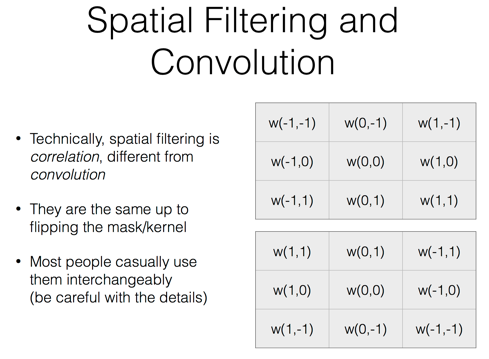 Spatial Filtering and
Convolution
• Technically, spatial filtering is
correlation, different from
convolution
• They are the same up to
flipping the mask/kernel
• Most people casually use
them interchangeably
(be careful with the details)
w(-1,-1) w(0,-1) w(1,-1)
w(-1,0) w(0,0) w(1,0)
w(-1,1) w(0,1) w(1,1)
w(1,1) w(0,1) w(-1,1)
w(1,0) w(0,0) w(-1,0)
w(1,-1) w(0,-1) w(-1,-1)